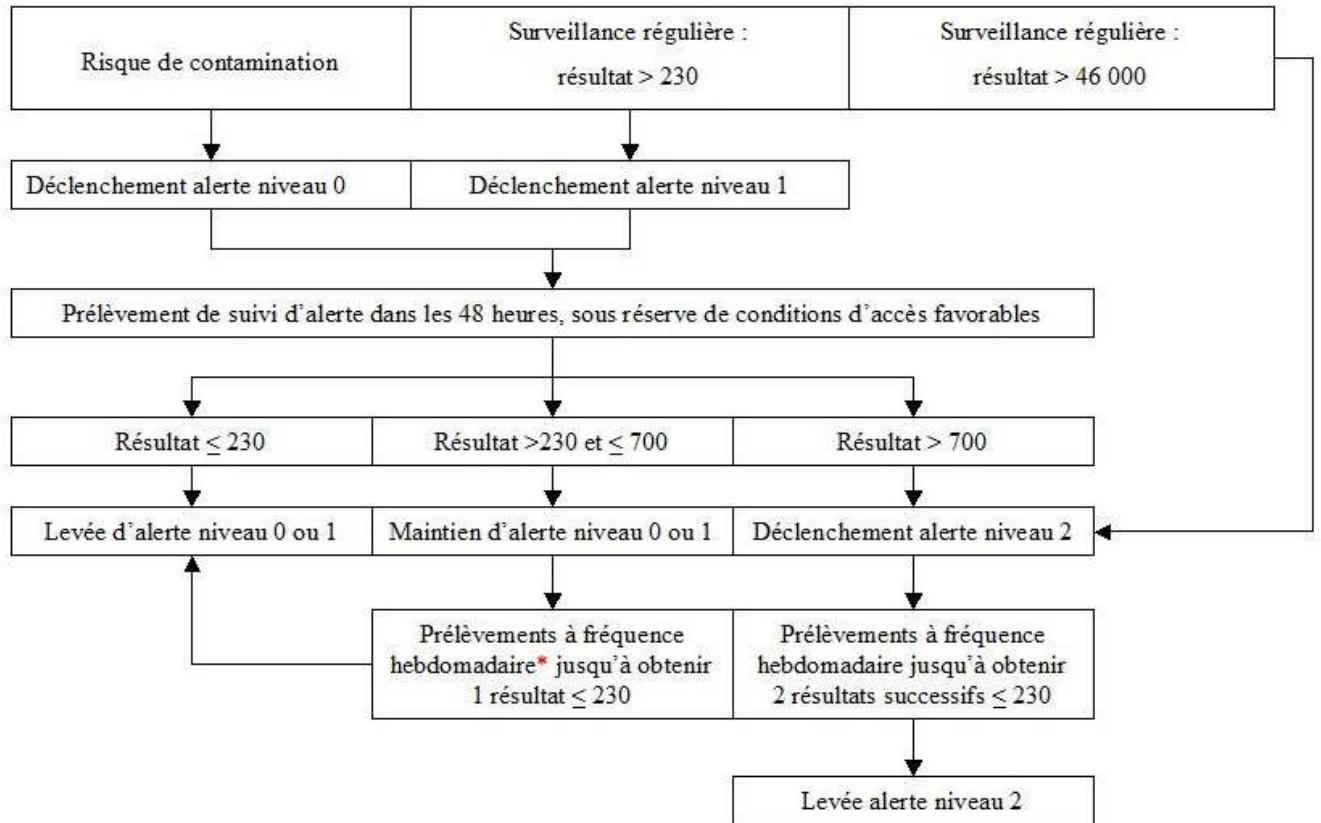 Risque de contamination
Surveillance régulière :
résultat > 230
Surveillance régulière :
résultat > 46 000
Déclenchement alerte niveau 0
Déclenchement alerte niveau 1
Prélèvement de suivi d’alerte dans les 48 heures, sous réserve de conditions d’accès favorables
Résultat ≤ 230
Résultat >230 et ≤ 700
Résultat > 700
Levée d’alerte niveau 0 ou 1
Maintien d’alerte niveau 0 ou 1
Déclenchement alerte niveau 2
Prélèvements à fréquence
hebdomadaire* jusqu’à obtenir
1 résultat ≤ 230
Prélèvements à fréquence
hebdomadaire jusqu’à obtenir
2 résultats successifs ≤ 230
Levée alerte niveau 2